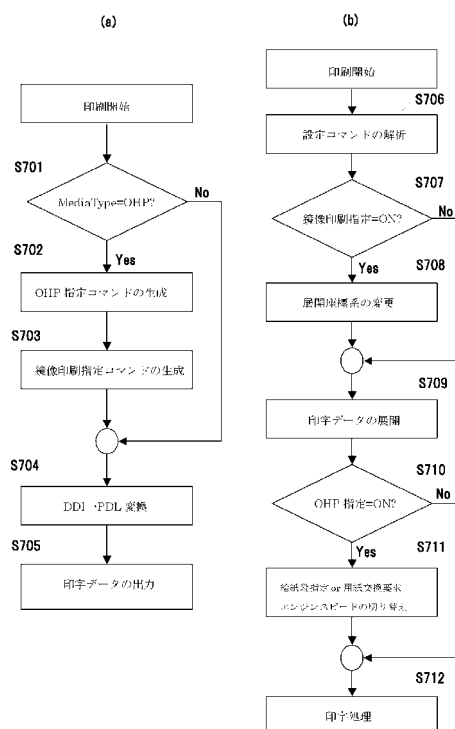 (a)
印刷開始
S701
MediaType=OHP?
No
S702
Yes
OHP 指定コマンドの生成
S703
鏡像印刷指定コマンドの生成
S704
DDI→PDL 変換
S705
印字データの出力
(b)
印刷開始
S706
設定コマンドの解析
S707
鏡像印刷指定=ON?
No
Yes
S708
展開座標系の変更
S709
印字データの展開
S710
OHP 指定=ON?
No
Yes
S711
給紙段指定 or 用紙交換要求
エンジンスピードの切り替え
S712
印字処理